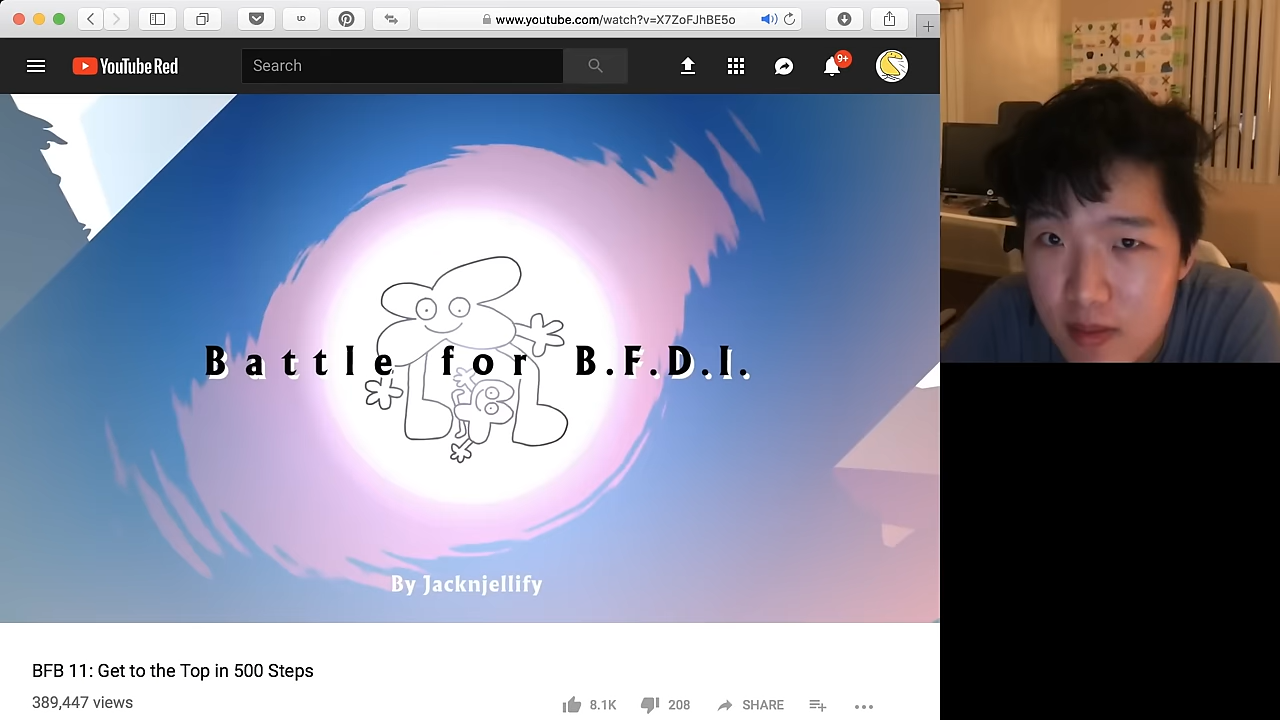 www.youtube.com/watch?v=X7ZoFJhBE5o
YouTube Red
Search
9+
Battle for B.F.D.I.
By Jacknjellify
BFB 11: Get to the Top in 500 Steps
389,447 views
8.1K
208
SHARE